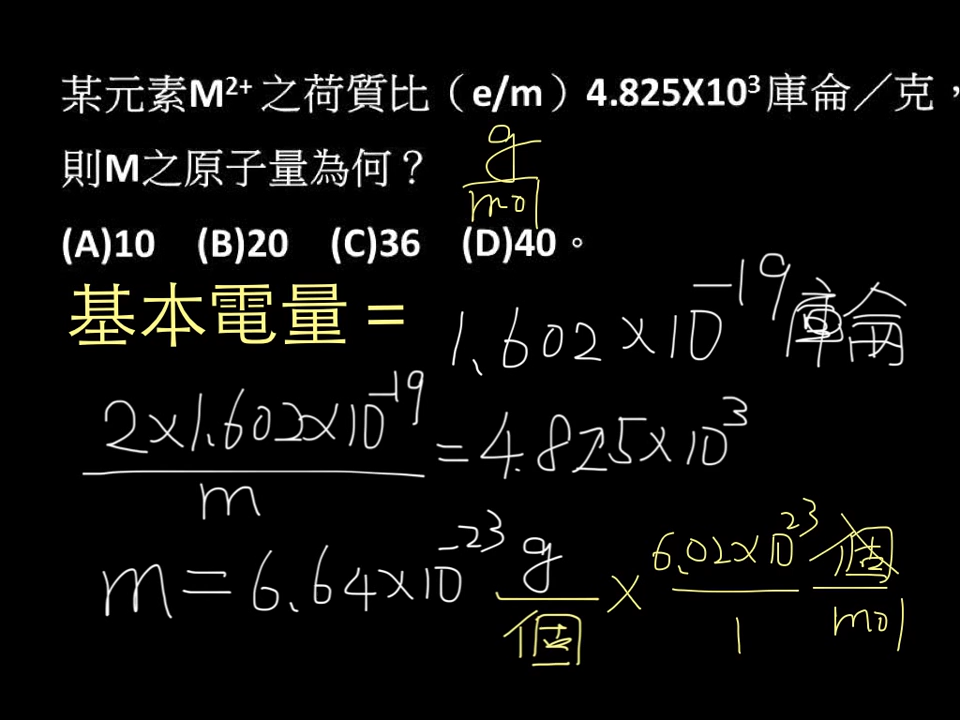 某元素M²⁺之荷質比（e/m）4.825X10³庫侖／克，
則M之原子量為何？
g/mol
(A)10 (B)20 (C)36 (D)40。
基本電量 = 1.602×10⁻¹⁹庫侖
2×1.602×10⁻¹⁹/m = 4.825×10³
m = 6.64×10⁻²³ g/個 × 6.02×10²³/1 個/mol